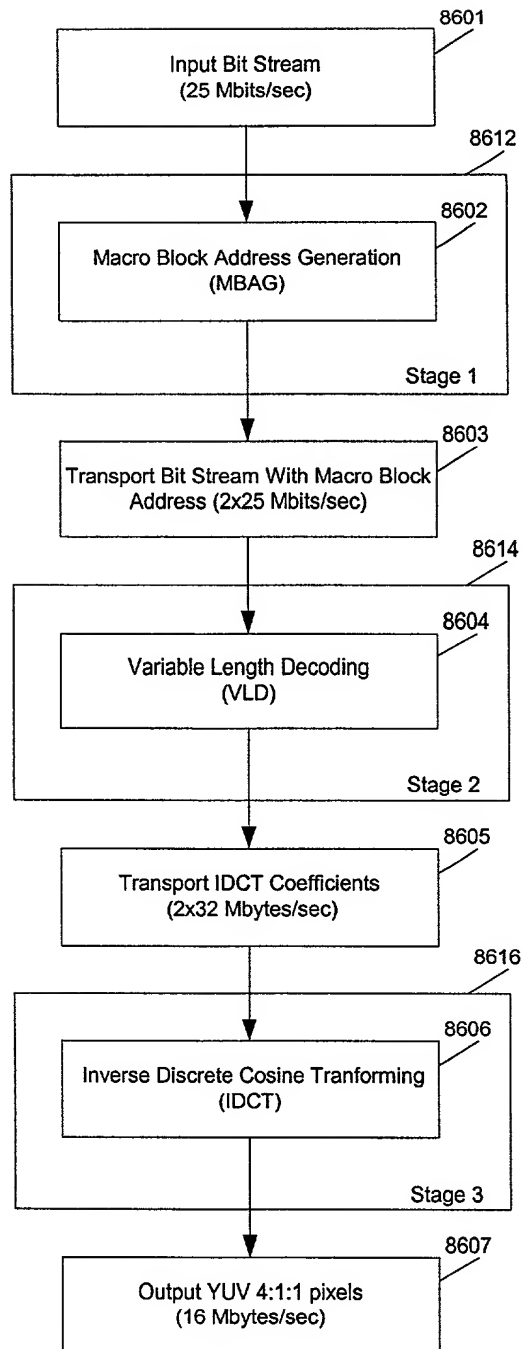 8601
Input Bit Stream
(25 Mbits/sec)
8612
8602
Macro Block Address Generation
(MBAG)
Stage 1
8603
Transport Bit Stream With Macro Block
Address (2x25 Mbits/sec)
8614
8604
Variable Length Decoding
(VLD)
Stage 2
8605
Transport IDCT Coefficients
(2x32 Mbytes/sec)
8616
8606
Inverse Discrete Cosine Tranforming
(IDCT)
Stage 3
8607
Output YUV 4:1:1 pixels
(16 Mbytes/sec)